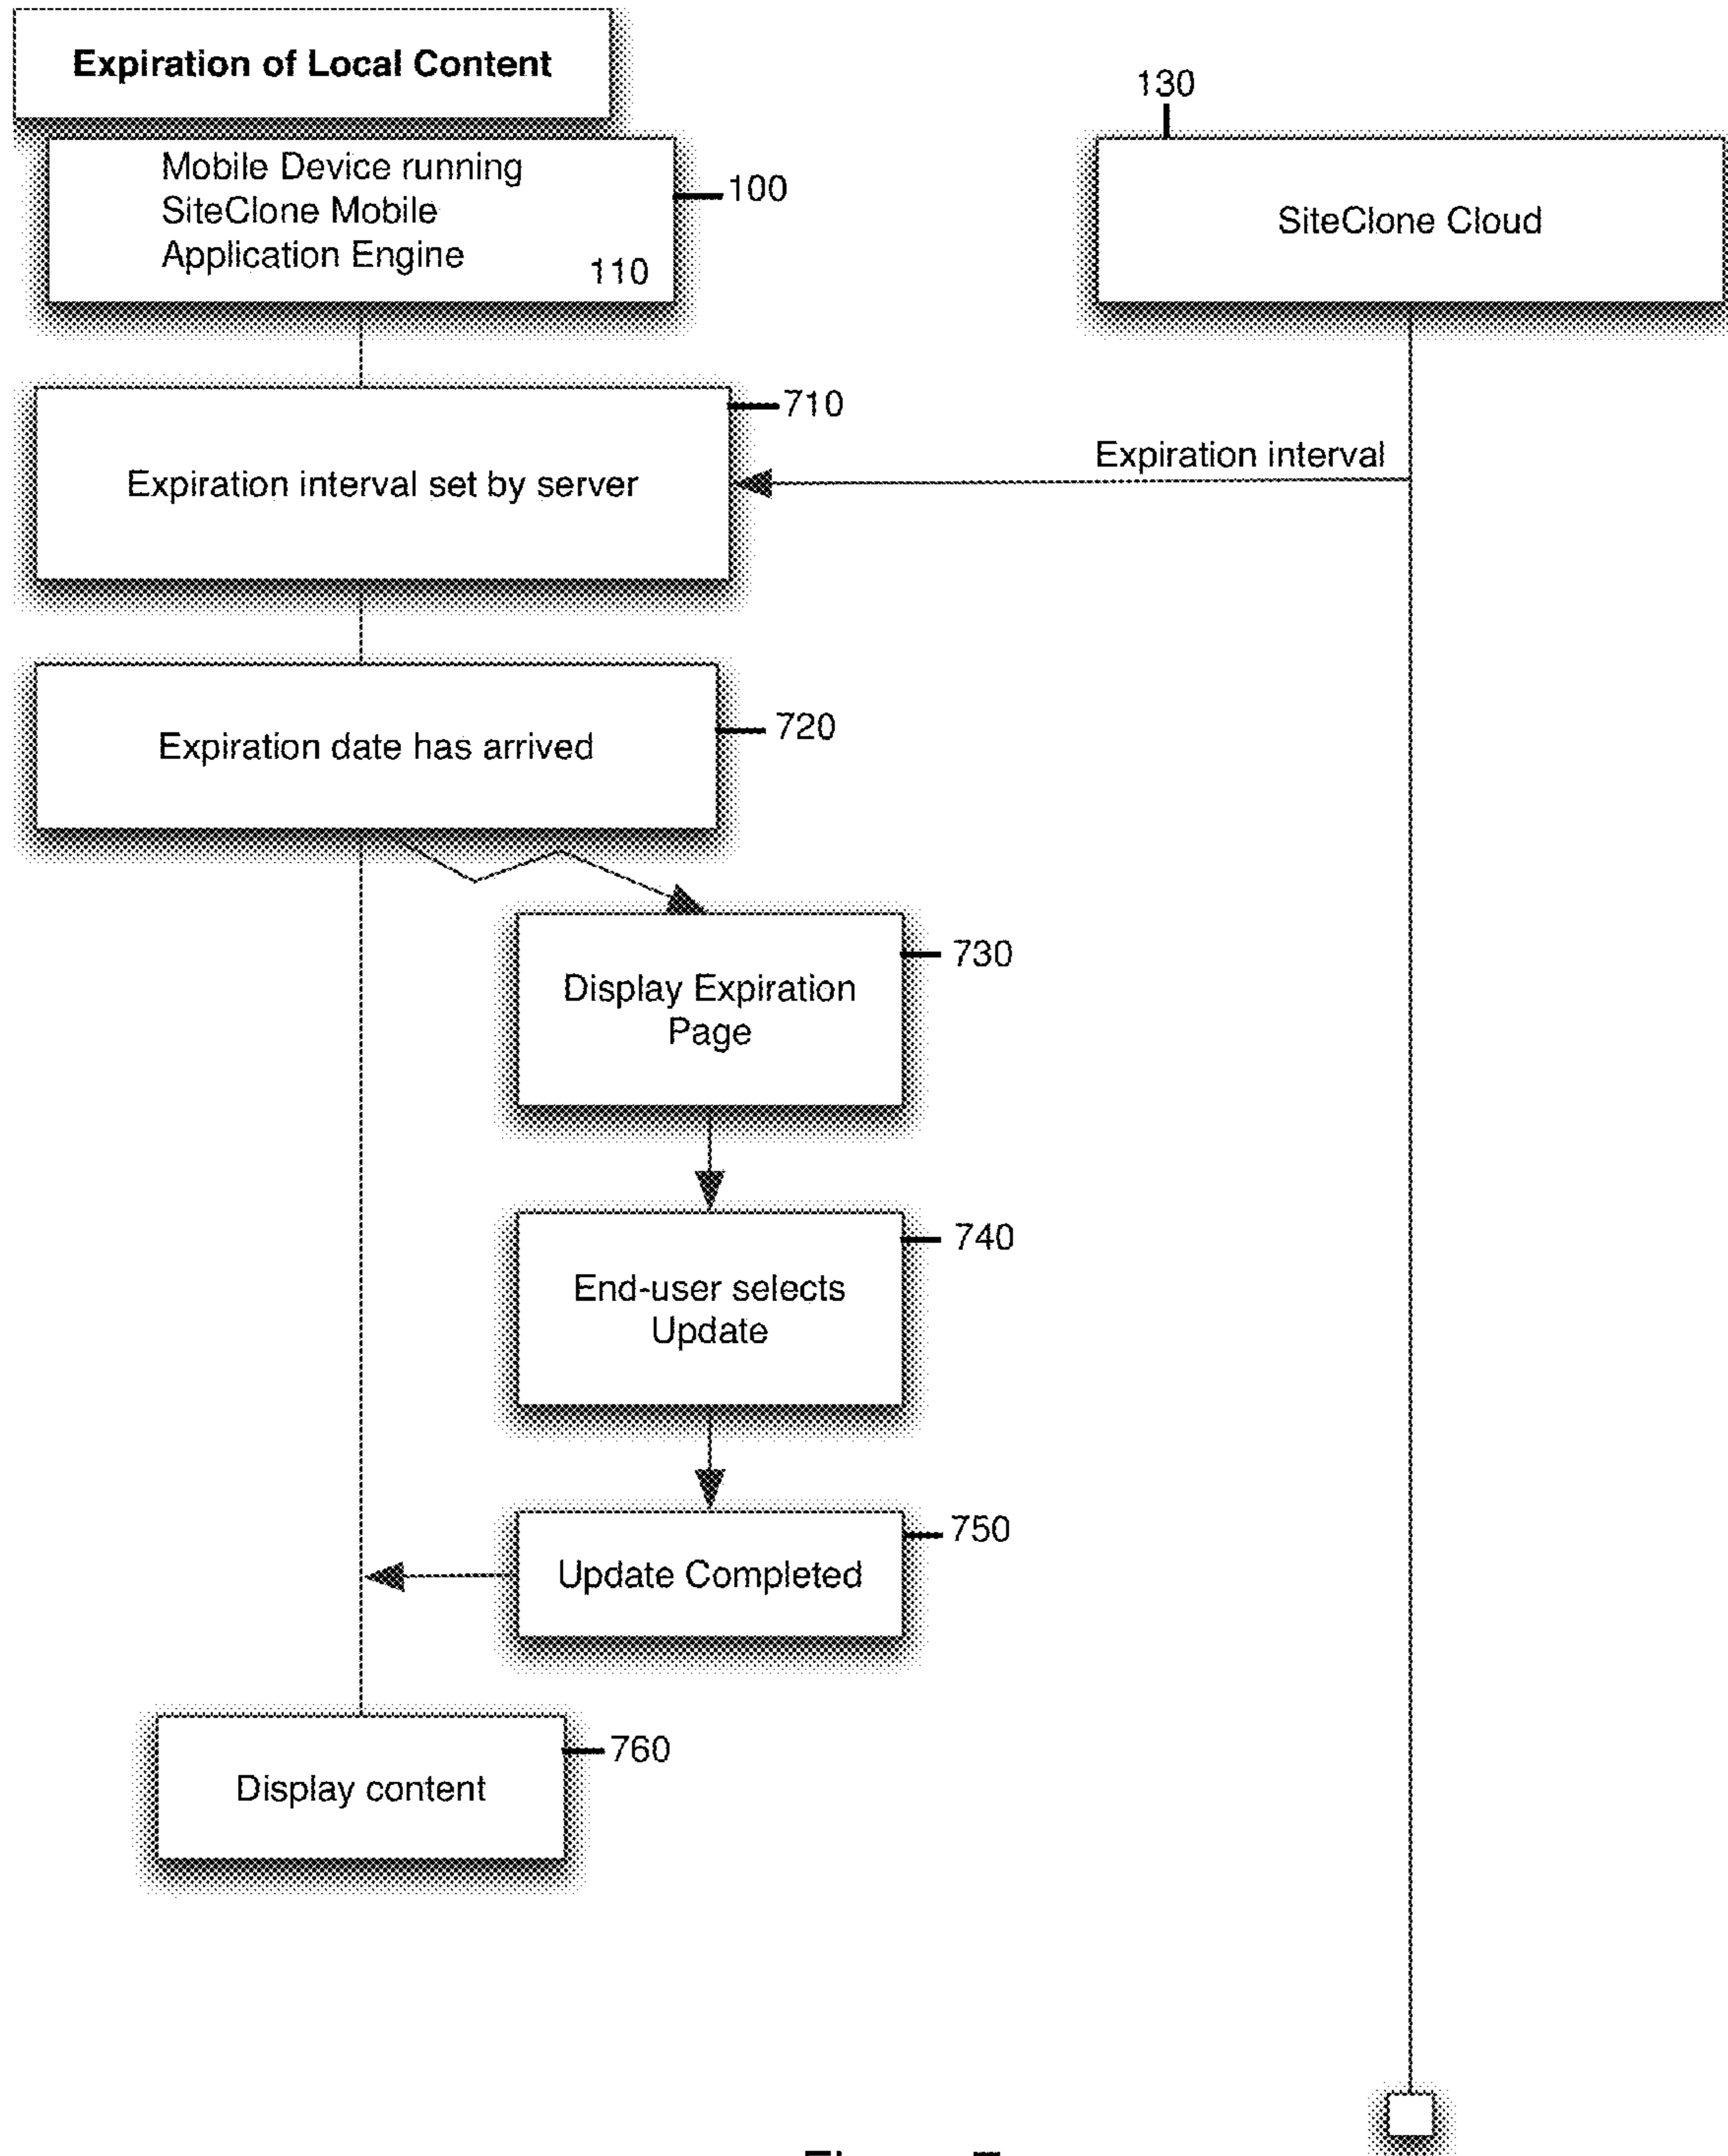 Expiration of Local Content
130
Mobile Device running
SiteClone Mobile
Application Engine
110
100
SiteClone Cloud
710
Expiration interval
Expiration interval set by server
720
Expiration date has arrived
730
Display Expiration
Page
740
End-user selects
Update
750
Update Completed
760
Display content